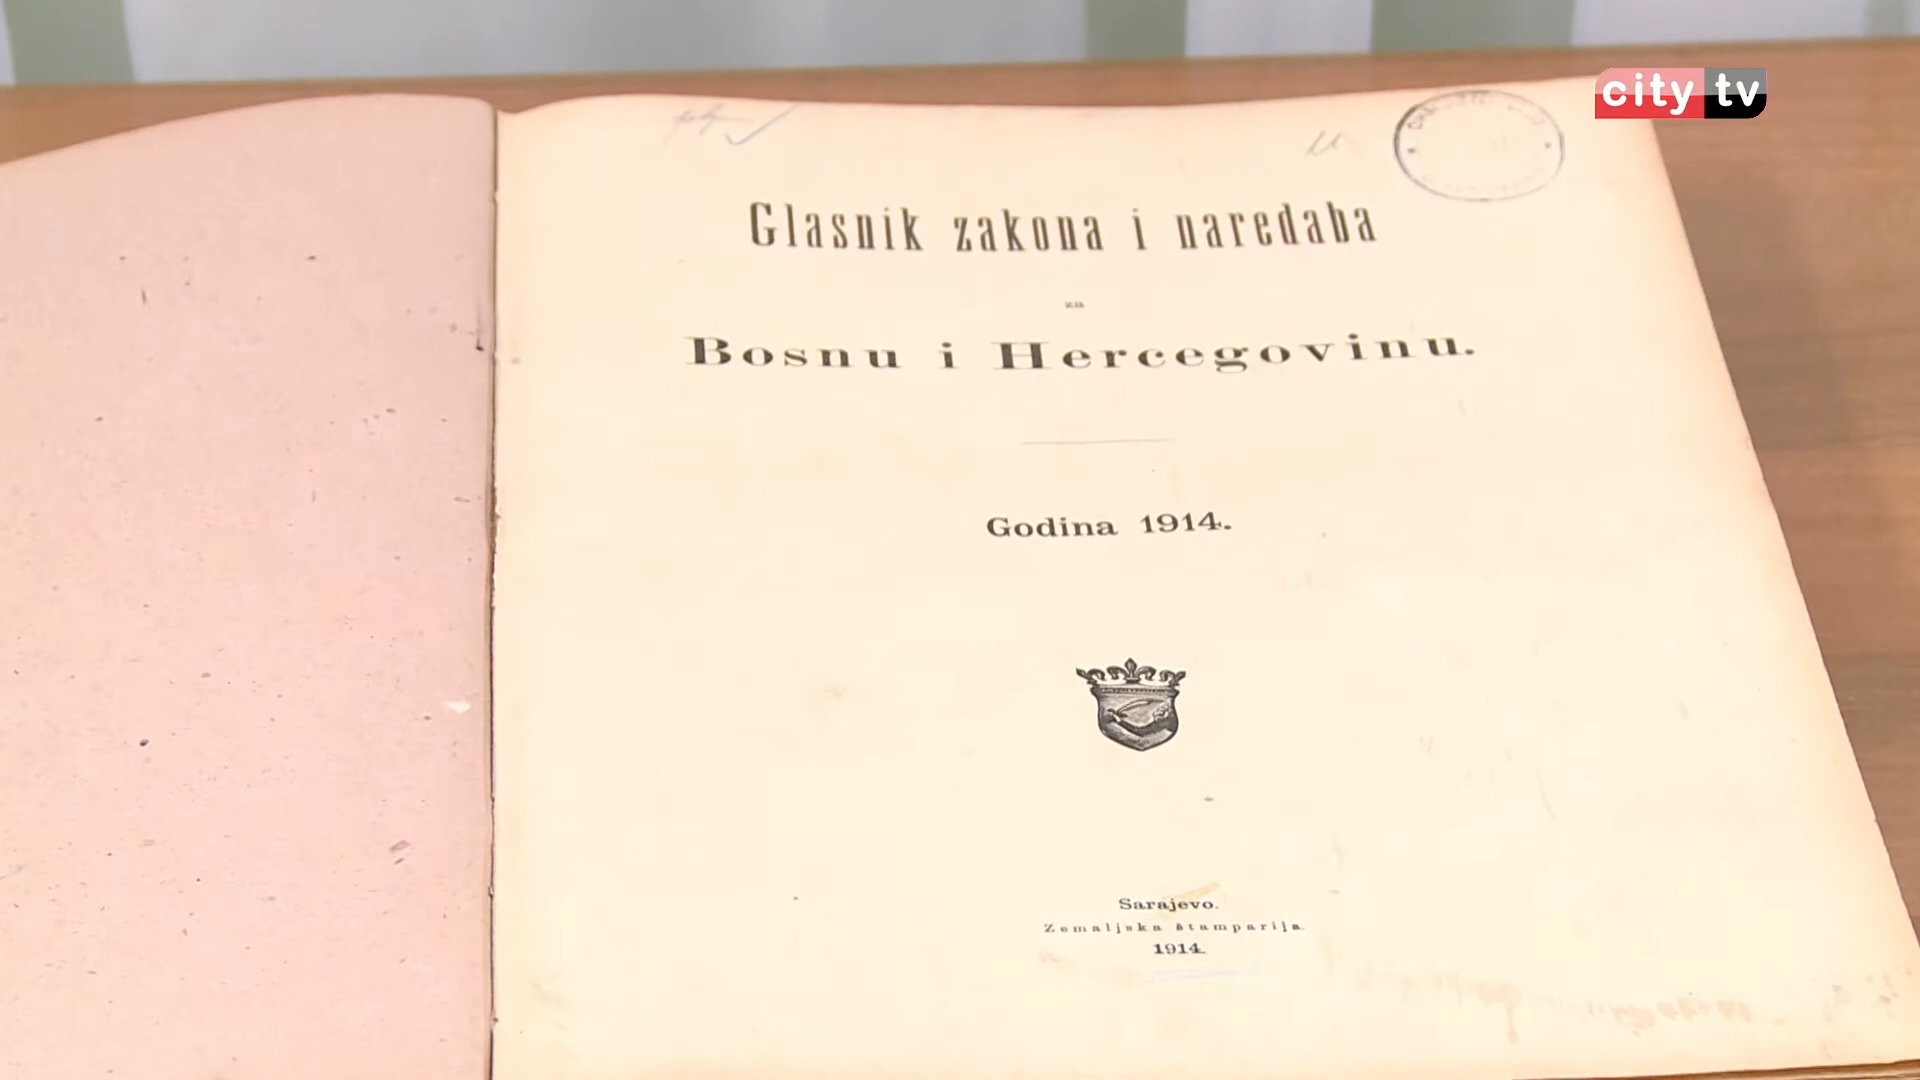 city tv
Glasnik zakona i naredaba
za
Bosnu i Hercegovinu.
Godina 1914.
Sarajevo.
Zemaljska štamparija.
1914.